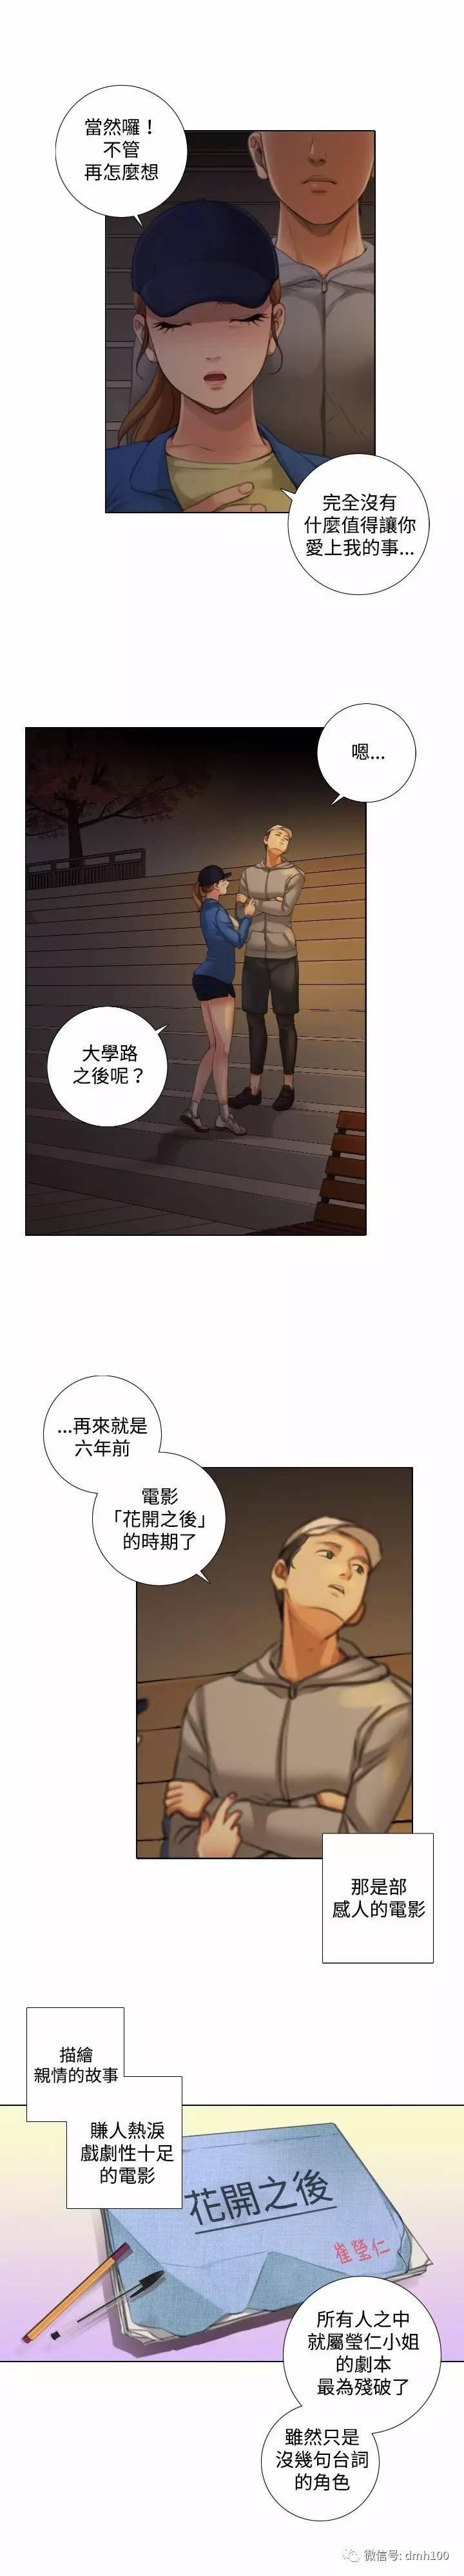 當然囉！
不管
再怎麼想
完全沒有
什麼值得讓你
愛上我的事...
嗯...
大學路
之後呢？
...再來就是
六年前
電影
「花開之後」
的時期了
那是部
感人的電影
描繪
親情的故事
賺人熱淚
戲劇性十足
的電影
花開之後
崔瑩仁
所有人之中
就屬瑩仁小姐
的劇本
最為殘破了
雖然只是
沒幾句台詞
的角色
微信号: dmh100